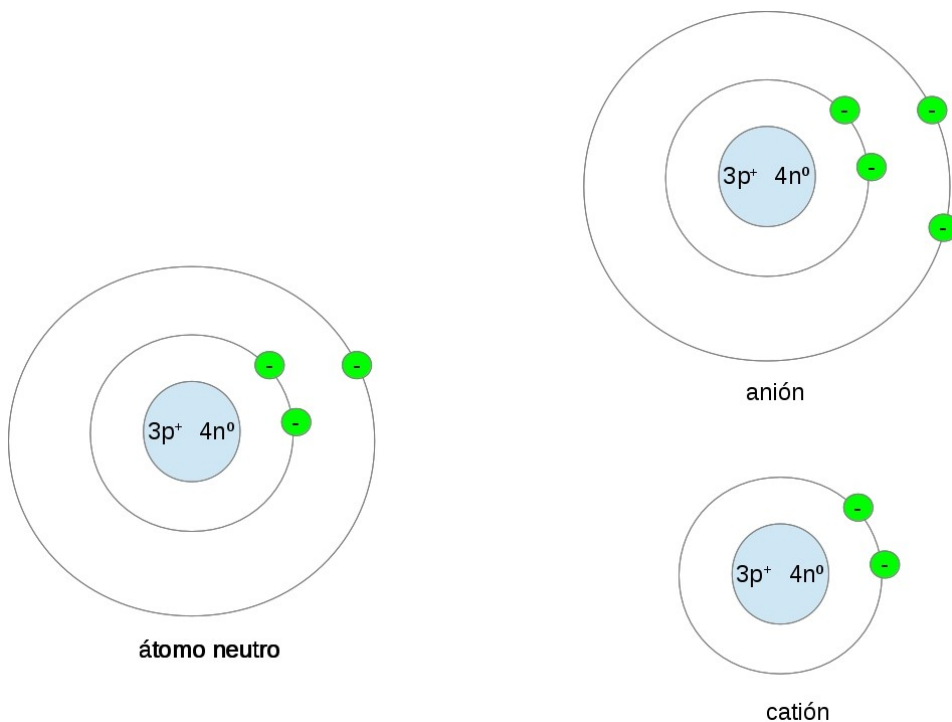 3p⁺ 4nº
-
-
-
átomo neutro
3p⁺ 4nº
-
-
-
-
anión
3p⁺ 4nº
-
-
catión